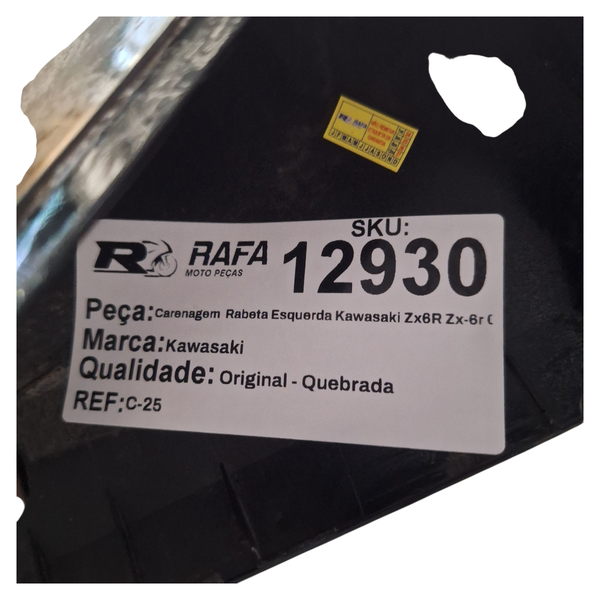 RAFA
J F M A M J J A S O N D
SKU:
R RAFA 12930
MOTO PEÇAS
Peça: Carenagem Rabeta Esquerda Kawasaki Zx6R Zx-6r
Marca: Kawasaki
Qualidade: Original - Quebrada
REF: C-25